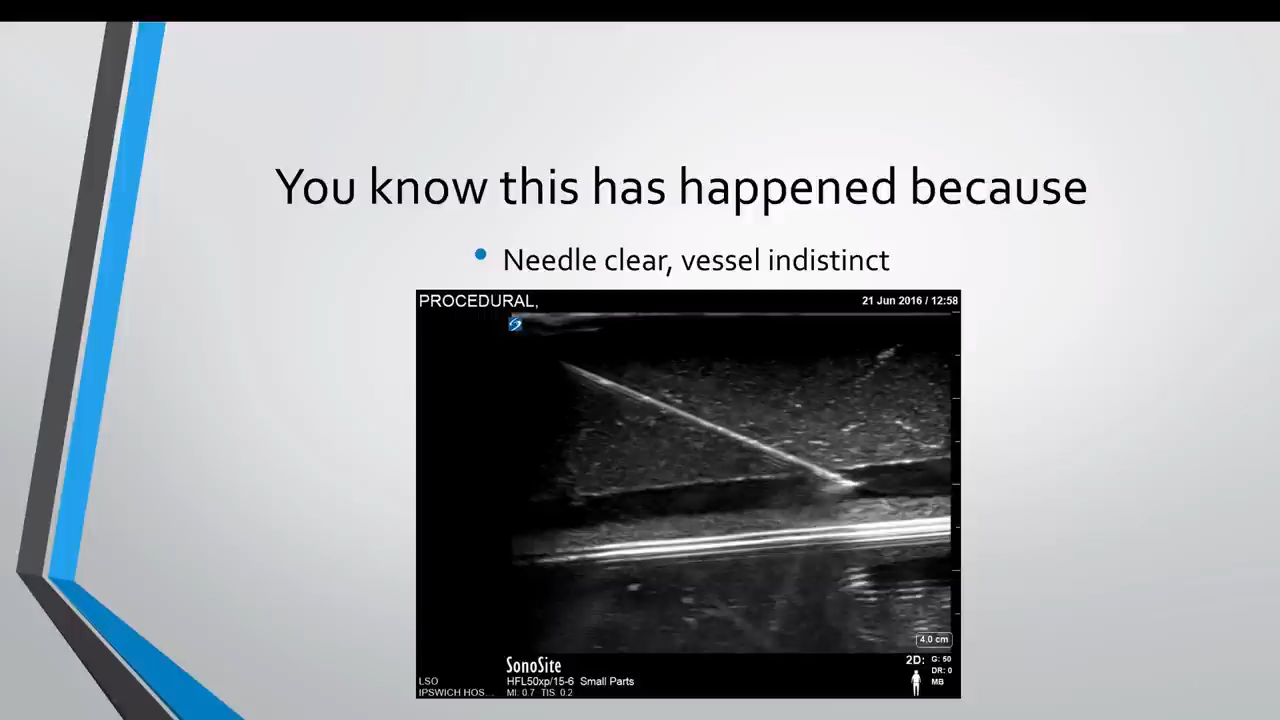 You know this has happened because
Needle clear, vessel indistinct
PROCEDURAL,
21 Jun 2016 / 12:58
4.0 cm
SonoSite
2D: G: 50
HFL50xp/15-6 Small Parts
DR: 0
LSO
MB
IPSWICH HOS...
MI: 0.7 TIS: 0.2